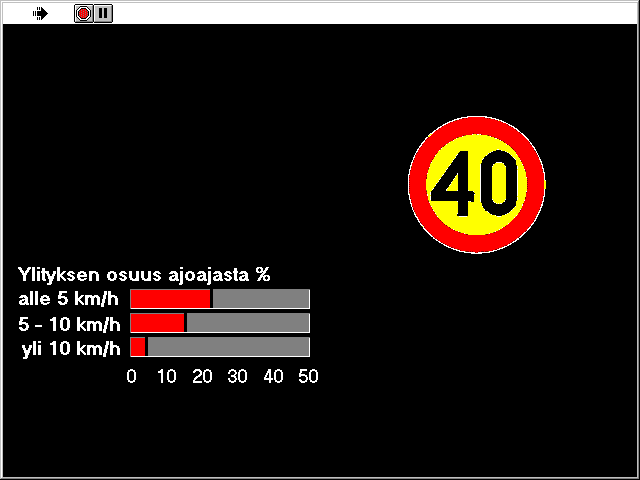 40
Ylityksen osuus ajoajasta %
alle 5 km/h
5 - 10 km/h
yli 10 km/h
0 10 20 30 40 50